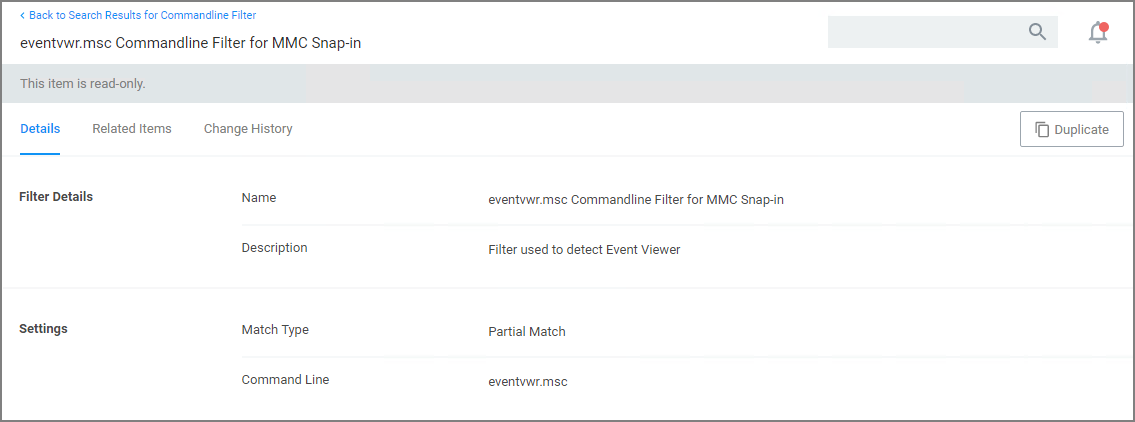 Back to Search Results for Commandline Filter
eventvwr.msc Commandline Filter for MMC Snap-in
This item is read-only.
Details Related Items Change History Duplicate
Filter Details Name eventvwr.msc Commandline Filter for MMC Snap-in
Description Filter used to detect Event Viewer
Settings Match Type Partial Match
Command Line eventvwr.msc